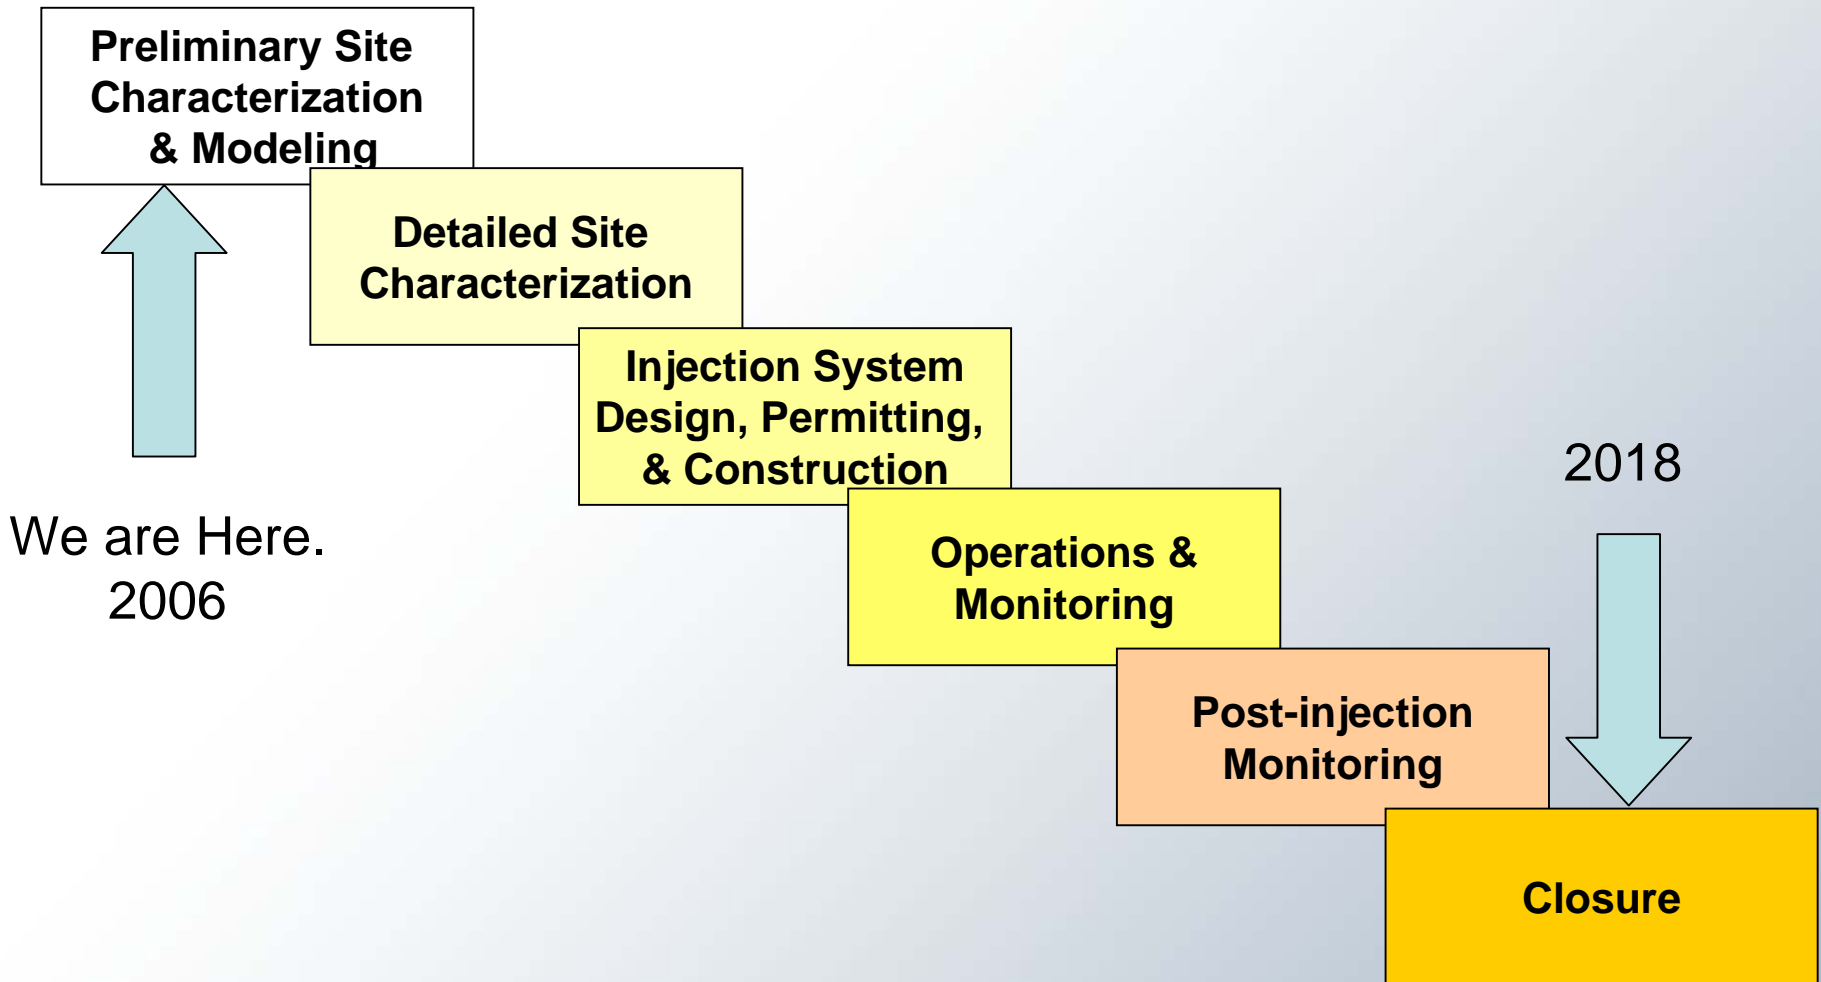 Preliminary Site
Characterization
& Modeling
Detailed Site
Characterization
Injection System
Design, Permitting,
& Construction
2018
We are Here.
2006
Operations &
Monitoring
Post-injection
Monitoring
Closure